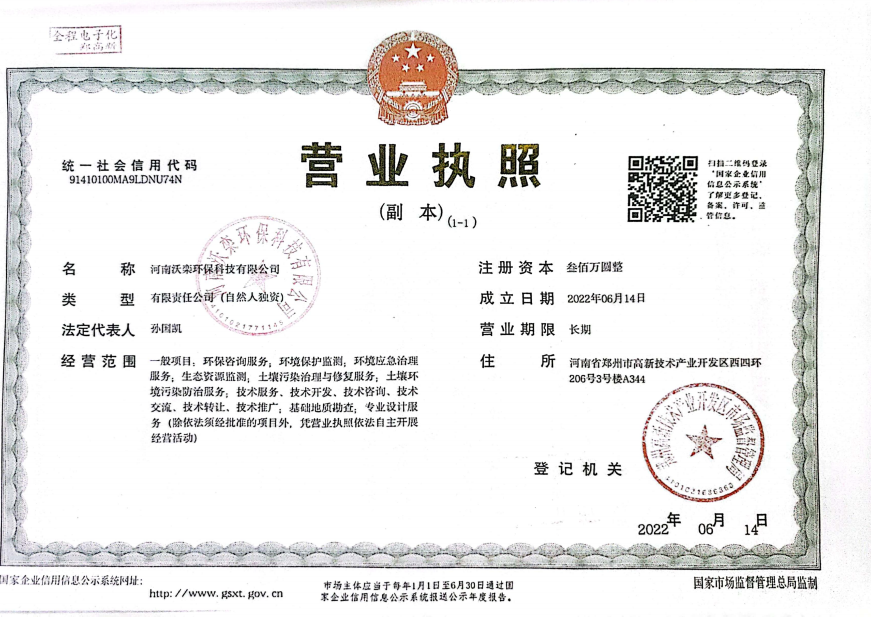 全程电子化
营业执照
(副 本)(1-1)
统一社会信用代码
91410100MA9LDNU74N
扫描二维码登录
“国家企业信用
信息公示系统”
了解更多登记、
备案、许可、监
管信息。
名 称 河南沃栾环保科技有限公司
类 型 有限责任公司(自然人独资)
法定代表人 孙国凯
经营范围 一般项目：环保咨询服务；环境保护监测；环境应急治理
服务；生态资源监测；土壤污染治理与修复服务；土壤环
境污染防治服务；技术服务、技术开发、技术咨询、技术
交流、技术转让、技术推广；基础地质勘查；专业设计服
务（除依法须经批准的项目外，凭营业执照依法自主开展
经营活动）
注册资本 叁佰万圆整
成立日期 2022年06月14日
营业期限 长期
住 所 河南省郑州市高新技术产业开发区西四环
206号3号楼A344
登记机关
2022年 06月 14日
国家企业信用信息公示系统网址：
http://www.gsxt.gov.cn
市场主体应当于每年1月1日至6月30日通过国
家企业信用信息公示系统报送公示年度报告。
国家市场监督管理总局监制